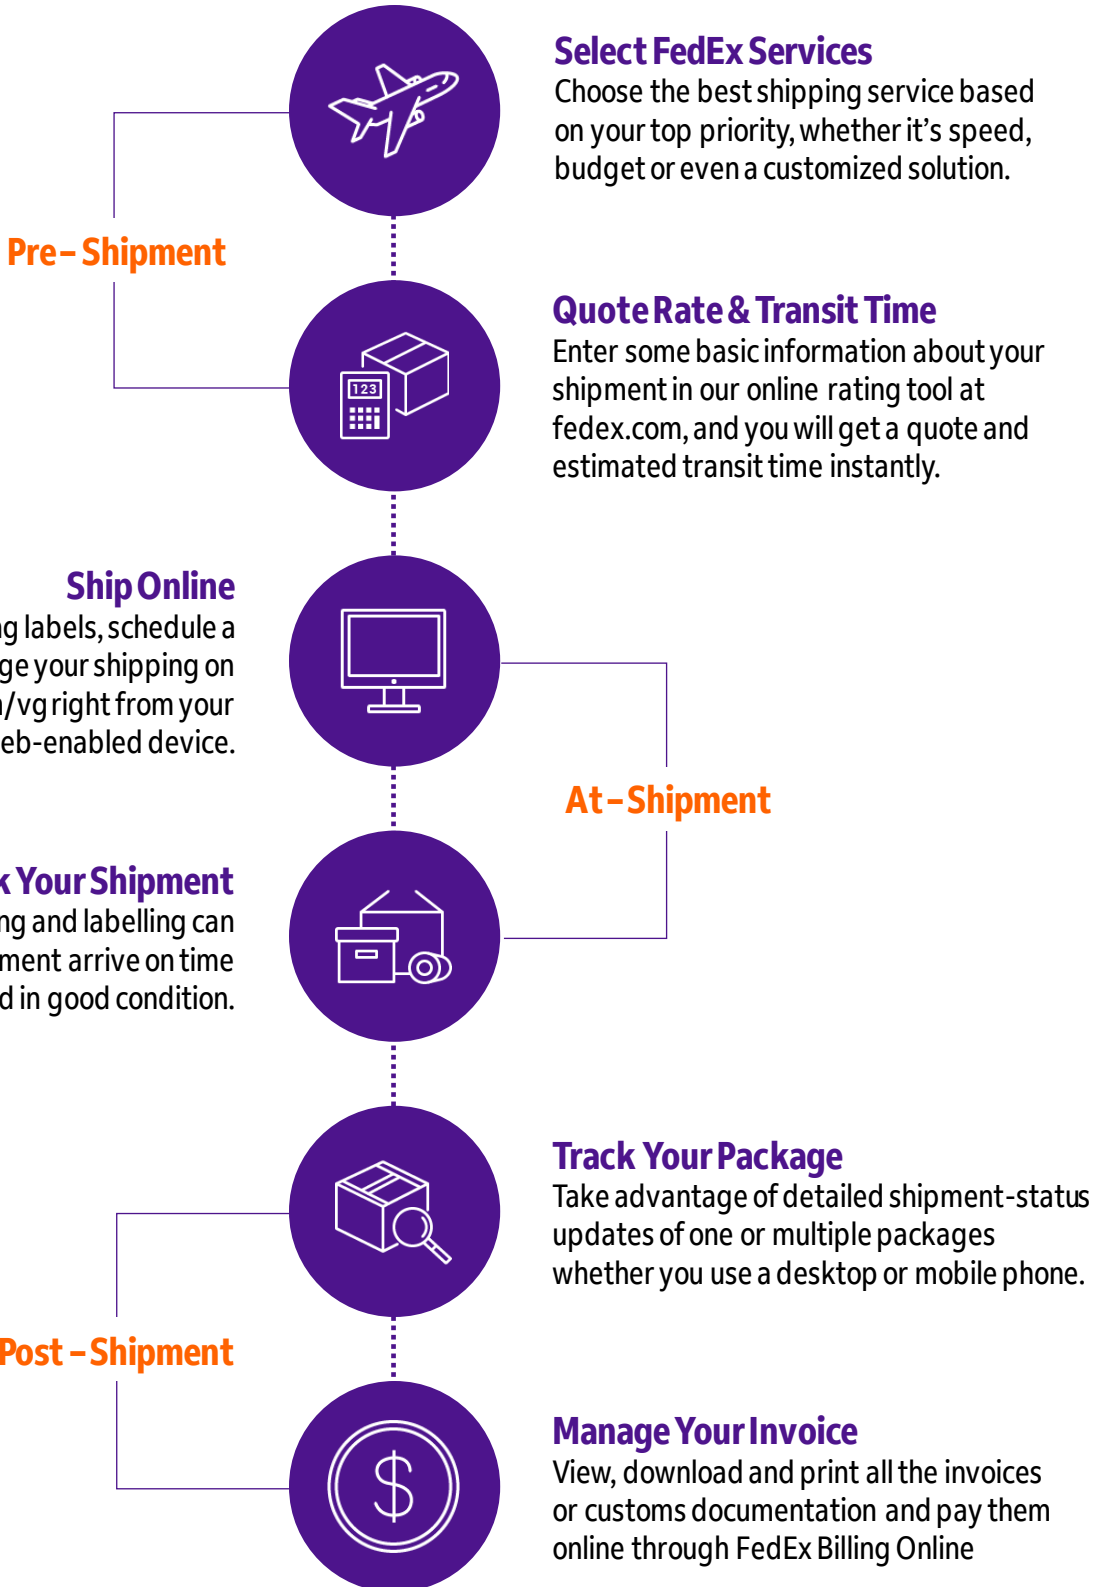 Select FedEx Services
Choose the best shipping service based
on your top priority, whether it's speed,
budget or even a customized solution.
Pre – Shipment
Quote Rate & Transit Time
Enter some basic information about your
shipment in our online rating tool at
fedex.com, and you will get a quote and
estimated transit time instantly.
123
Ship Online
labels, schedule a
your shipping on
/vg right from your
eb-enabled device.
At – Shipment
k Your Shipment
and labelling can
arrive on time
in good condition.
Track Your Package
Take advantage of detailed shipment-status
updates of one or multiple packages
whether you use a desktop or mobile phone.
Post – Shipment
Manage Your Invoice
View, download and print all the invoices
or customs documentation and pay them
online through FedEx Billing Online
$